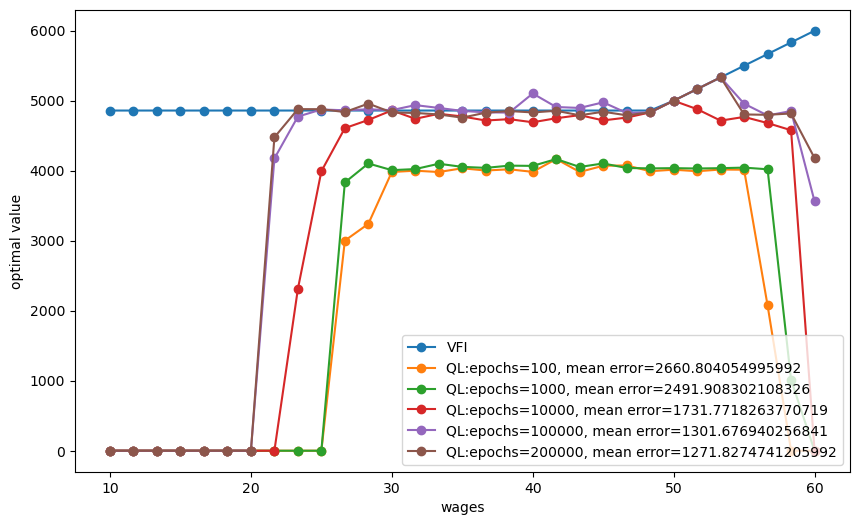 6000
5000
4000
3000
2000
1000
0
optimal value
10
20
30
40
50
60
wages
VFI
QL:epochs=100, mean error=2660.804054995992
QL:epochs=1000, mean error=2491.908302108326
QL:epochs=10000, mean error=1731.7718263770719
QL:epochs=100000, mean error=1301.676940256841
QL:epochs=200000, mean error=1271.8274741205992